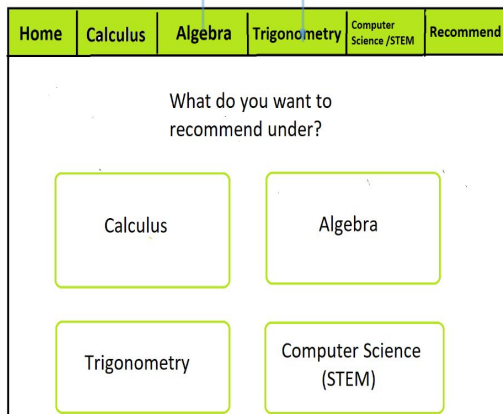 Home Calculus Algebra Trigonometry Computer Science /STEM Recommend
What do you want to
recommend under?
Calculus Algebra
Trigonometry Computer Science
(STEM)